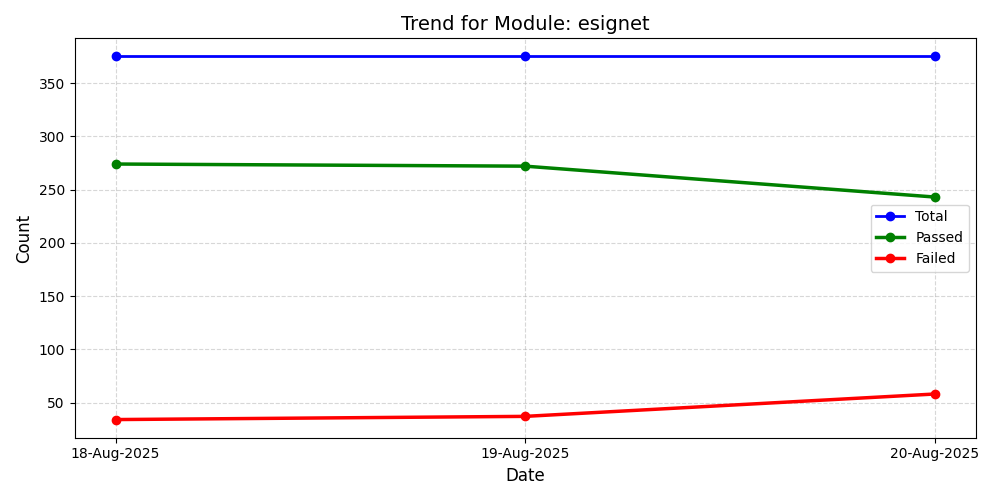 Trend for Module: esignet
Count
350
300
250
200
150
100
50
Total
Passed
Failed
18-Aug-2025 19-Aug-2025 20-Aug-2025
Date